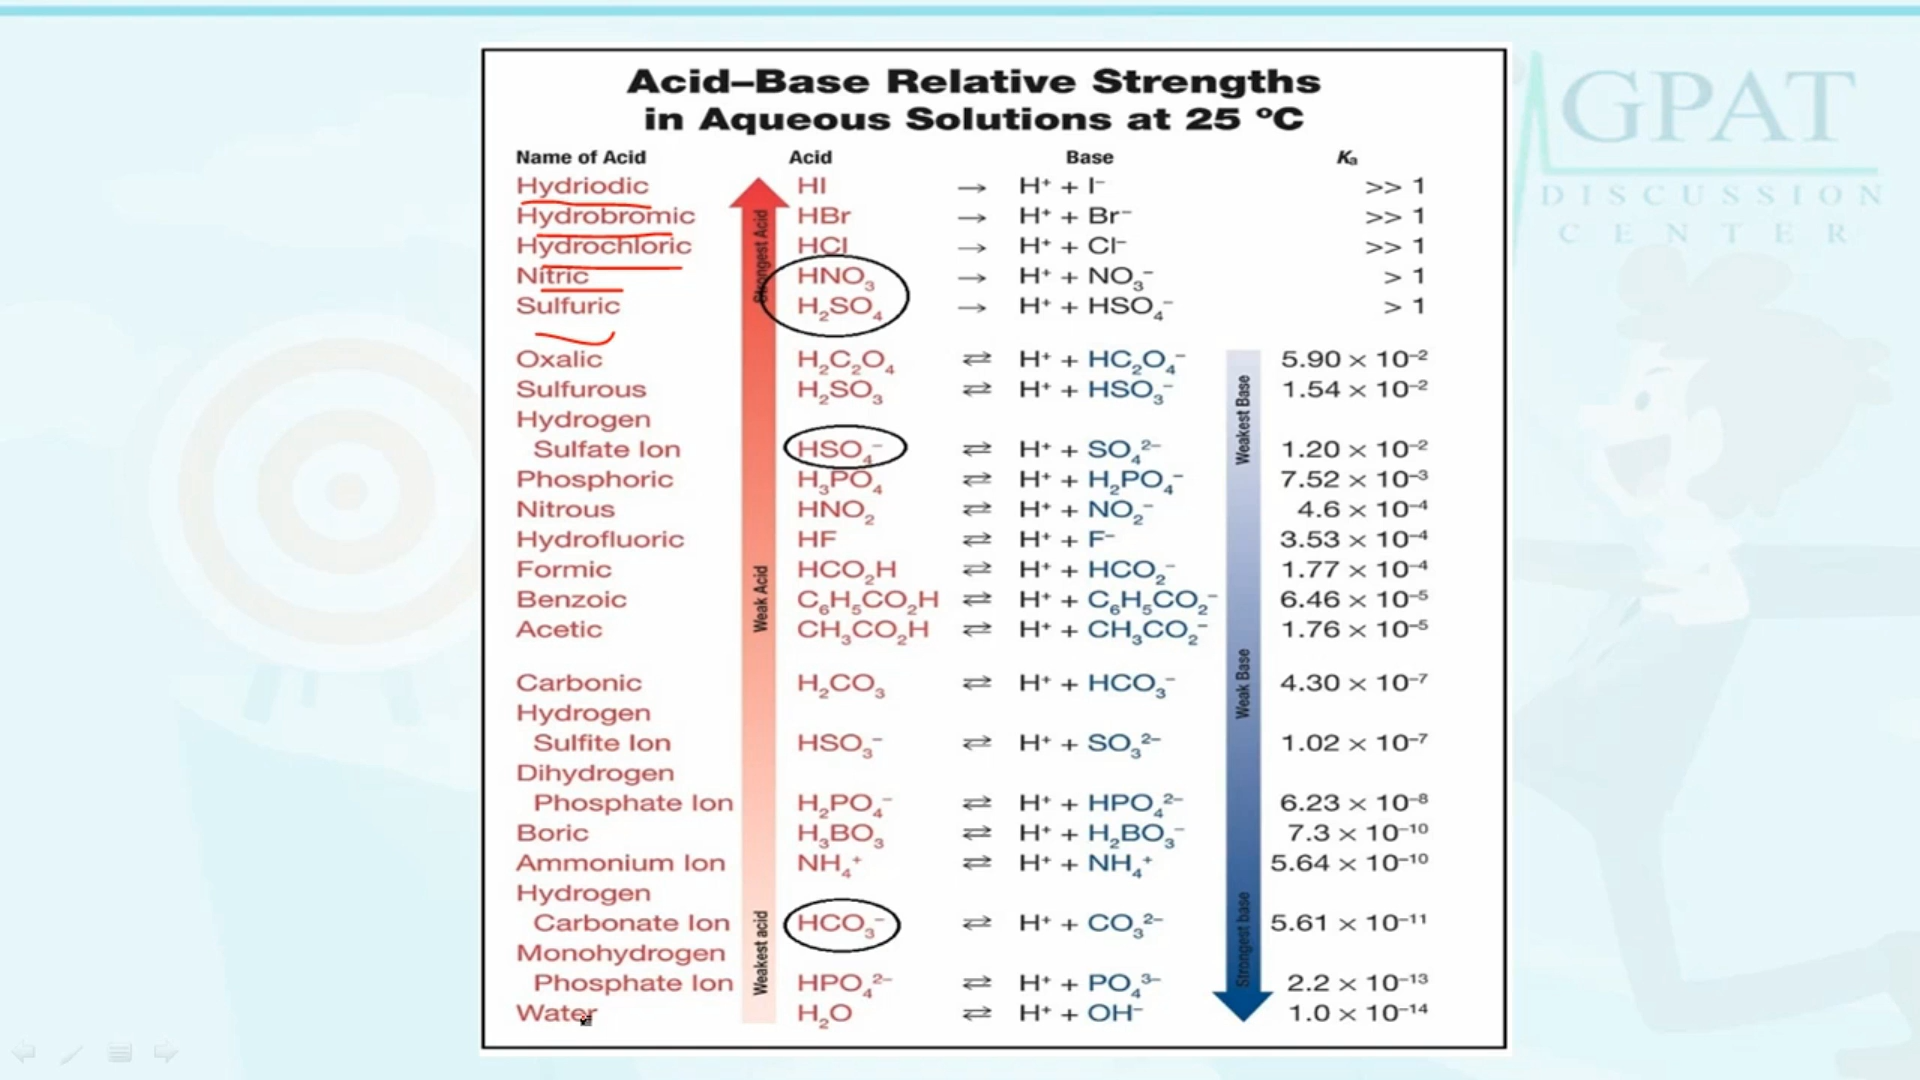 Acid–Base Relative Strengths
in Aqueous Solutions at 25 ºC
GPAT
DISCUSSION
CENTER
Name of Acid Acid Base Kₐ
Hydriodic HI → H⁺ + I⁻ >> 1
Hydrobromic HBr → H⁺ + Br⁻ >> 1
Hydrochloric HCl → H⁺ + Cl⁻ >> 1
Nitric HNO₃ → H⁺ + NO₃⁻ > 1
Sulfuric H₂SO₄ → H⁺ + HSO₄⁻ > 1
Oxalic H₂C₂O₄ ⇄ H⁺ + HC₂O₄⁻ 5.90 × 10⁻²
Sulfurous H₂SO₃ ⇄ H⁺ + HSO₃⁻ 1.54 × 10⁻²
Hydrogen
Sulfate Ion HSO₄⁻ ⇄ H⁺ + SO₄²⁻ 1.20 × 10⁻²
Phosphoric H₃PO₄ ⇄ H⁺ + H₂PO₄⁻ 7.52 × 10⁻³
Nitrous HNO₂ ⇄ H⁺ + NO₂⁻ 4.6 × 10⁻⁴
Hydrofluoric HF ⇄ H⁺ + F⁻ 3.53 × 10⁻⁴
Formic HCO₂H ⇄ H⁺ + HCO₂⁻ 1.77 × 10⁻⁴
Benzoic C₆H₅CO₂H ⇄ H⁺ + C₆H₅CO₂⁻ 6.46 × 10⁻⁵
Acetic CH₃CO₂H ⇄ H⁺ + CH₃CO₂⁻ 1.76 × 10⁻⁵
Carbonic H₂CO₃ ⇄ H⁺ + HCO₃⁻ 4.30 × 10⁻⁷
Hydrogen
Sulfite Ion HSO₃⁻ ⇄ H⁺ + SO₃²⁻ 1.02 × 10⁻⁷
Dihydrogen
Phosphate Ion H₂PO₄⁻ ⇄ H⁺ + HPO₄²⁻ 6.23 × 10⁻⁸
Boric H₃BO₃ ⇄ H⁺ + H₂BO₃⁻ 7.3 × 10⁻¹⁰
Ammonium Ion NH₄⁺ ⇄ H⁺ + NH₄⁺ 5.64 × 10⁻¹⁰
Hydrogen
Carbonate Ion HCO₃⁻ ⇄ H⁺ + CO₃²⁻ 5.61 × 10⁻¹¹
Monohydrogen
Phosphate Ion HPO₄²⁻ ⇄ H⁺ + PO₄³⁻ 2.2 × 10⁻¹³
Water H₂O ⇄ H⁺ + OH⁻ 1.0 × 10⁻¹⁴
Strongest Acid
Weak Acid
Weakest acid
Weakest Base
Weak Base
Strongest base